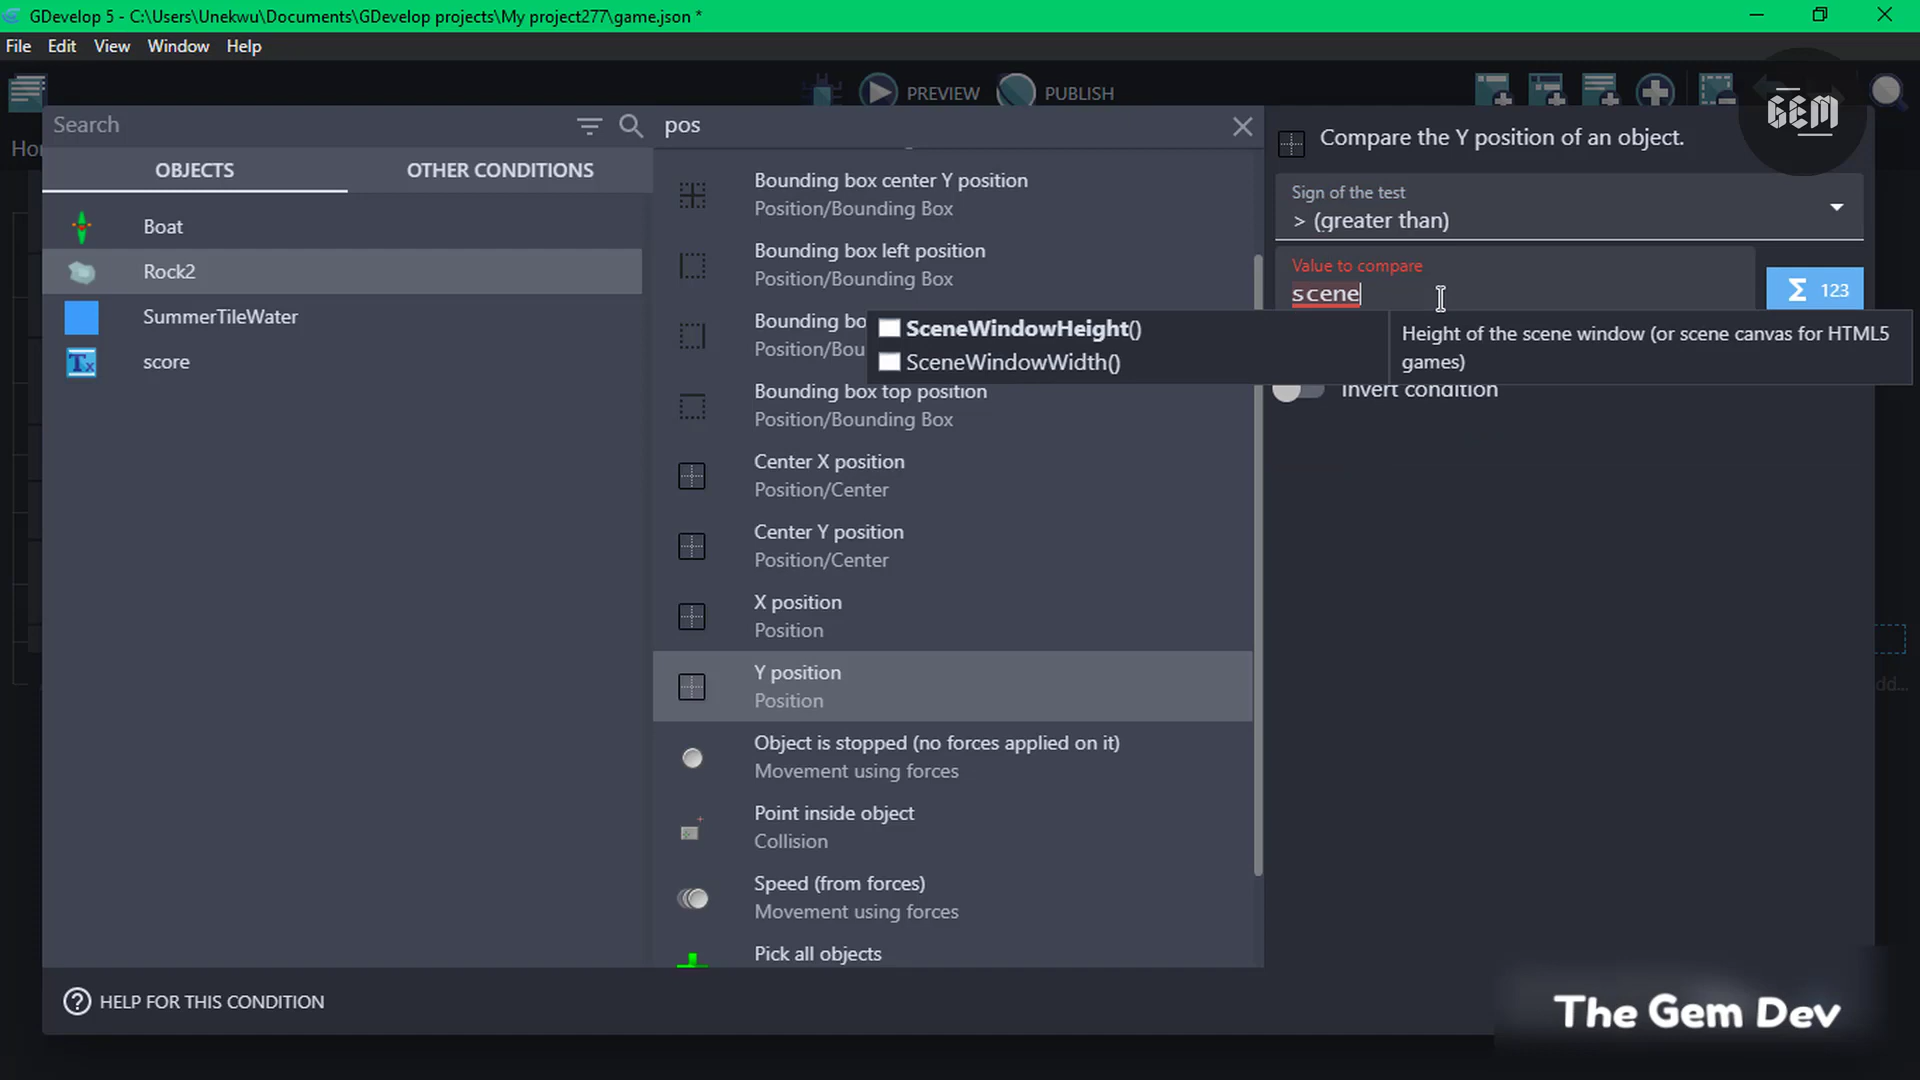 GDevelop 5 - C:\Users\Unekwu\Documents\GDevelop projects\My project277\game.json *
File Edit View Window Help
PREVIEW PUBLISH
GEM
Search
pos
Compare the Y position of an object.
OBJECTS
OTHER CONDITIONS
Boat
Rock2
SummerTileWater
score
Tx
Bounding box center Y position
Position/Bounding Box
Bounding box left position
Position/Bounding Box
Bounding bo
Position/Bou
Bounding box top position
Position/Bounding Box
Center X position
Position/Center
Center Y position
Position/Center
X position
Position
Y position
Position
Object is stopped (no forces applied on it)
Movement using forces
Point inside object
Collision
Speed (from forces)
Movement using forces
Pick all objects
Sign of the test
> (greater than)
Value to compare
scene
Σ 123
SceneWindowHeight()
SceneWindowWidth()
Height of the scene window (or scene canvas for HTML5
games)
Invert condition
HELP FOR THIS CONDITION
The Gem Dev